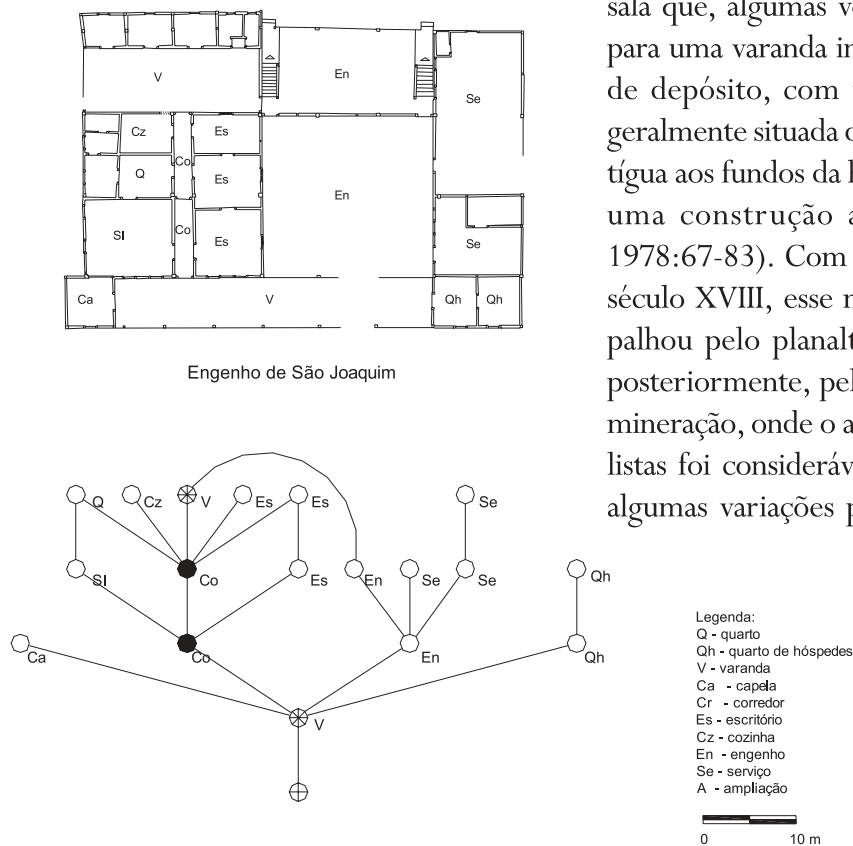 V
En
Se
Cz
Es
Co
Q
Es
En
Co
Sl
Es
Se
Ca
V
Qh
Qh
Engenho de São Joaquim
Q
Cz
V
Es
Es
Se
Sl
Co
Es
En
Se
Se
Qh
Ca
Co
En
Qh
V
sala que, algumas
para uma varanda
de depósito, com
geralmente situada
tígua aos fundos da
uma construção
1978:67-83). Com
século XVIII, esse
palhou pelo
posteriormente,
mineração, onde o
listas foi
algumas variações
Legenda:
Q - quarto
Qh - quarto de hóspedes
V - varanda
Ca - capela
Cr - corredor
Es - escritório
Cz - cozinha
En - engenho
Se - serviço
A - ampliação
0 10 m